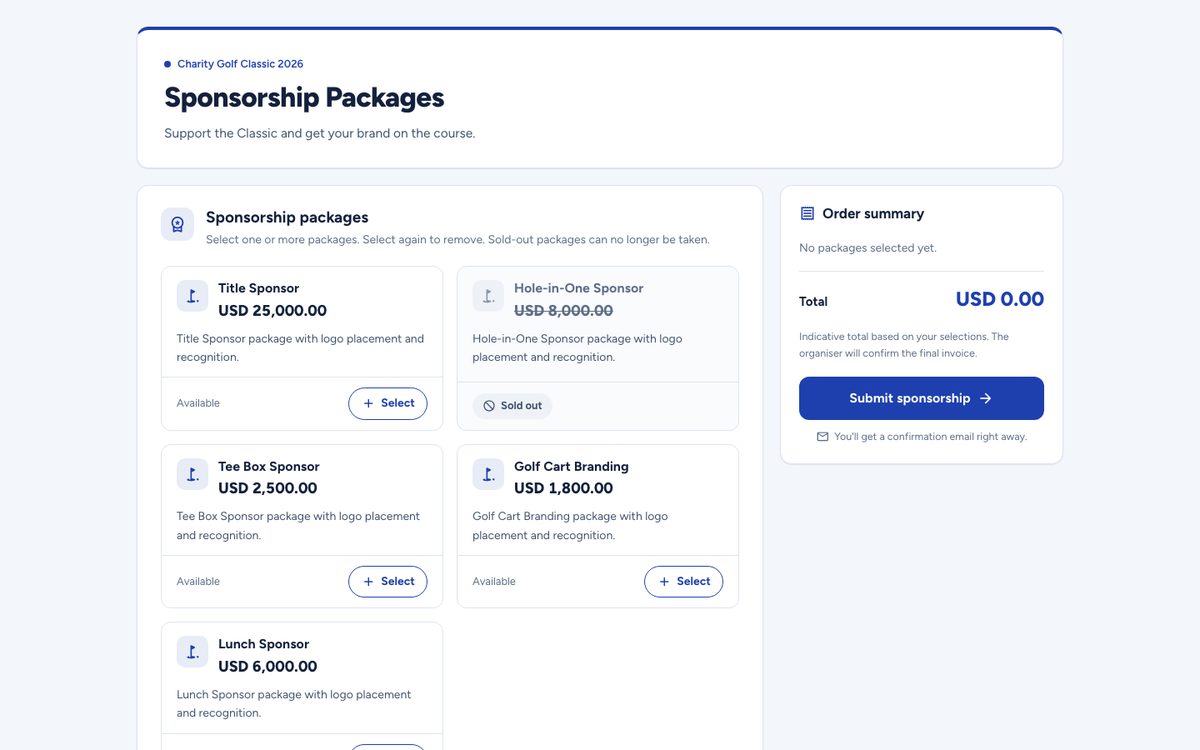 Charity Golf Classic 2026
Sponsorship Packages
Support the Classic and get your brand on the course.
Sponsorship packages
Select one or more packages. Select again to remove. Sold-out packages can no longer be taken.
Title Sponsor
USD 25,000.00
Title Sponsor package with logo placement and
recognition.
Available
Select
Hole-in-One Sponsor
USD 8,000.00
Hole-in-One Sponsor package with logo
placement and recognition.
Sold out
Tee Box Sponsor
USD 2,500.00
Tee Box Sponsor package with logo placement
and recognition.
Available
Select
Golf Cart Branding
USD 1,800.00
Golf Cart Branding package with logo
placement and recognition.
Available
Select
Lunch Sponsor
USD 6,000.00
Lunch Sponsor package with logo placement
and recognition.
Order summary
No packages selected yet.
Total
USD 0.00
Indicative total based on your selections. The
organiser will confirm the final invoice.
Submit sponsorship
You'll get a confirmation email right away.